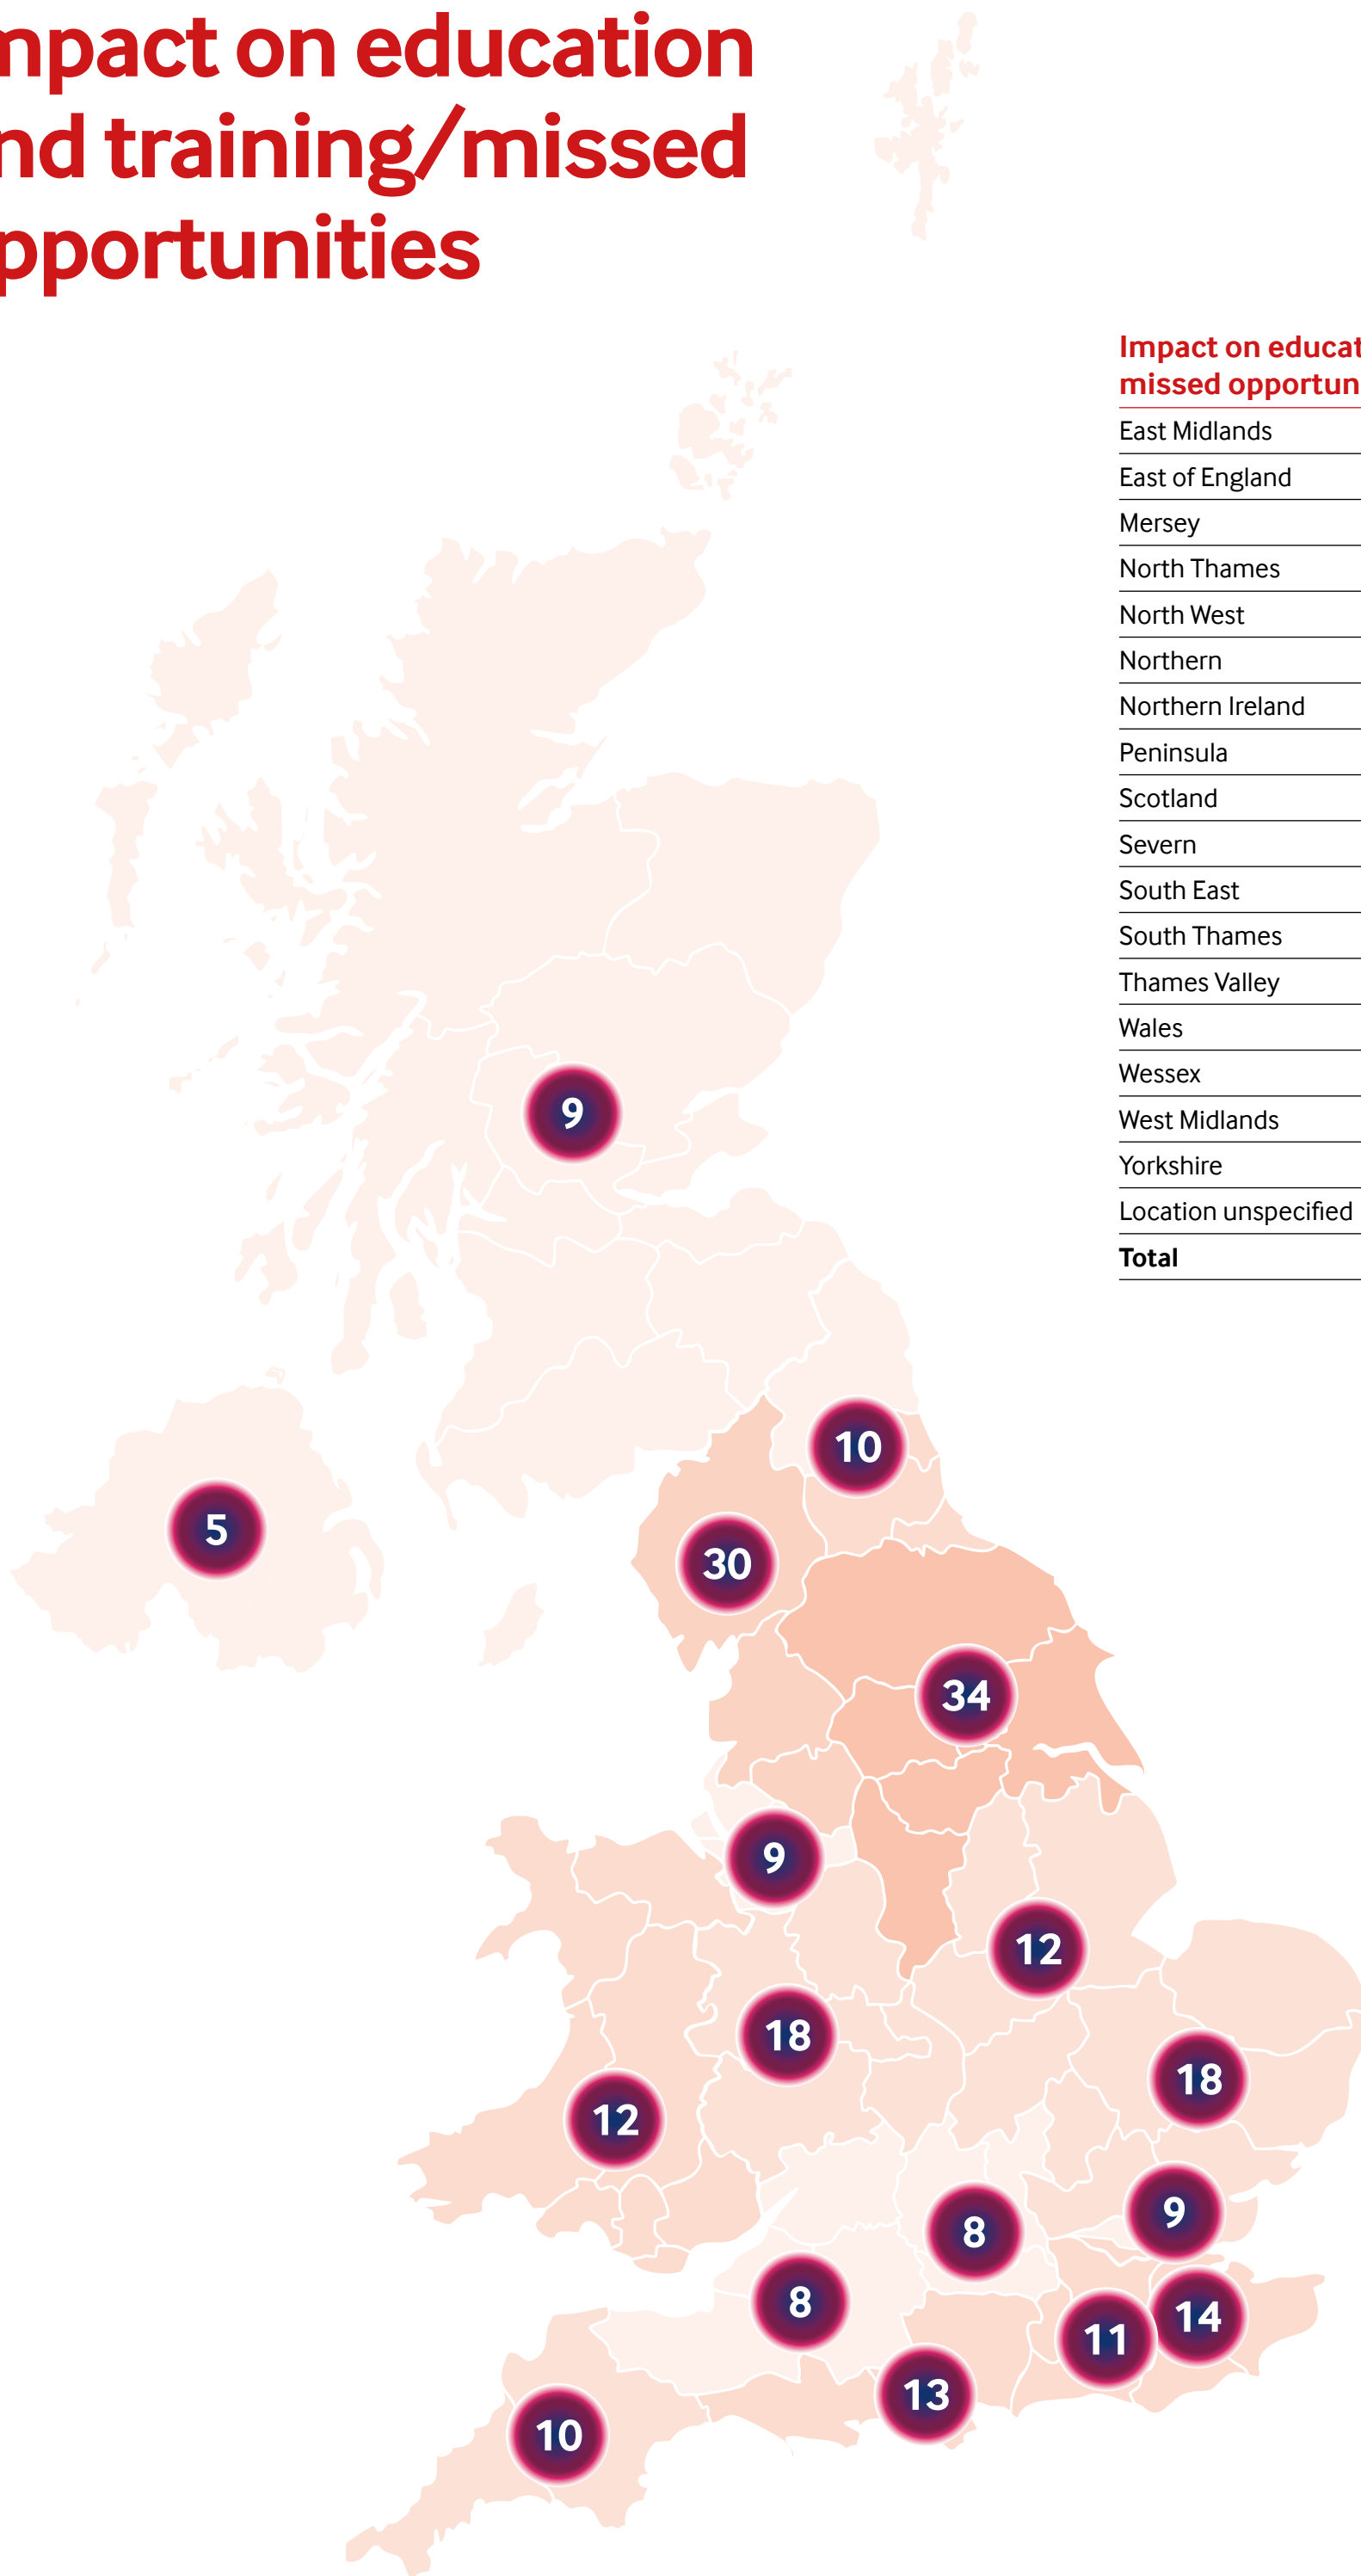 mpact on education
nd training/missed
pportunities
Impact on educat
missed opportun
East Midlands
East of England
Mersey
North Thames
North West
Northern
Northern Ireland
Peninsula
Scotland
Severn
South East
South Thames
Thames Valley
Wales
Wessex
West Midlands
Yorkshire
Location unspecified
Total
9
10
5
30
34
9
12
18
18
12
9
8
8
14
11
13
10